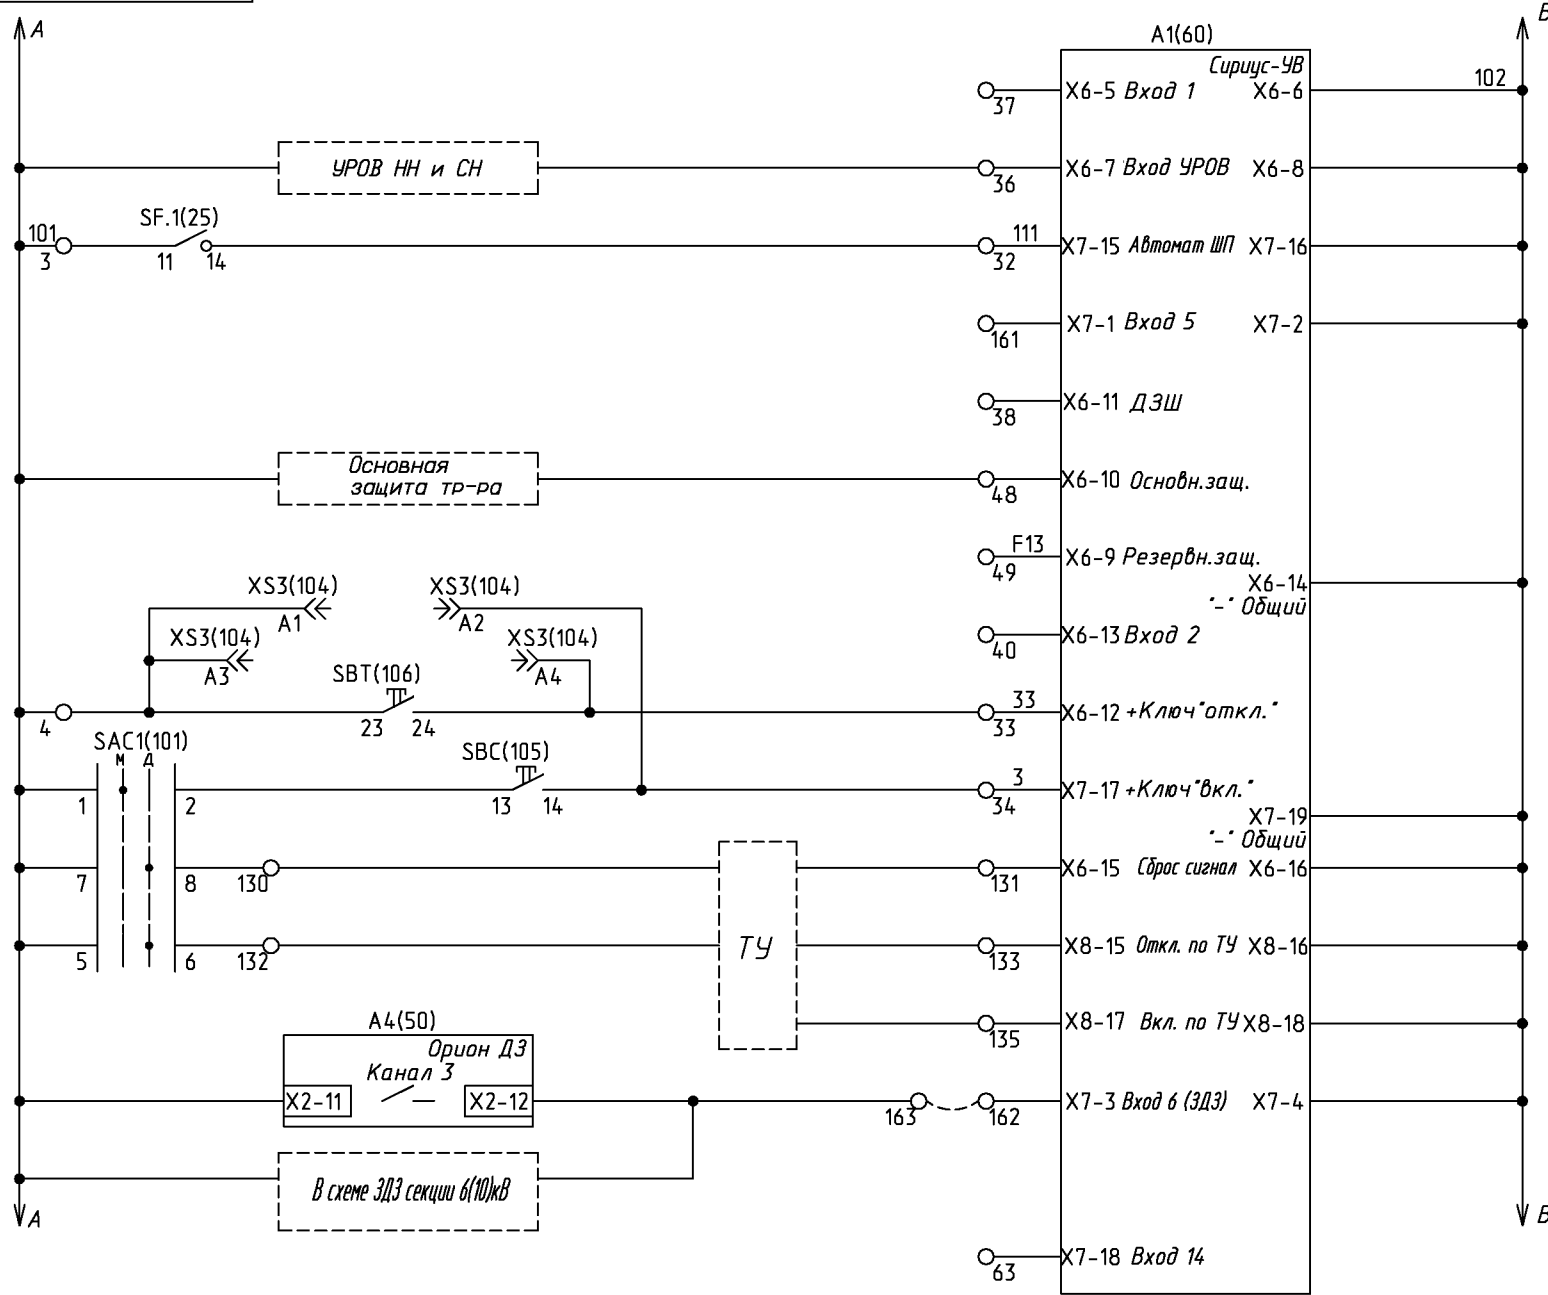 А
В
А1(60)
Сириус-УВ
37
Х6-5 Вход 1
Х6-6
102
УРОВ НН и СН
36
Х6-7 Вход УРОВ
Х6-8
101
3
SF.1(25)
11
14
111
32
Х7-15 Автомат ШП
Х7-16
161
Х7-1 Вход 5
Х7-2
38
Х6-11 ДЗШ
Основная
защита тр-ра
48
Х6-10 Основн.защ.
F13
49
Х6-9 Резервн.защ.
Х6-14
"-" Общий
XS3(104)
А1
XS3(104)
А2
40
Х6-13 Вход 2
XS3(104)
А3
XS3(104)
А4
SBT(106)
4
23
24
33
33
Х6-12 +Ключ"откл."
SAC1(101)
М
Д
SBC(105)
1
2
13
14
3
34
Х7-17 +Ключ"вкл."
Х7-19
"-" Общий
7
8
130
131
Х6-15 Сброс сигнал
Х6-16
5
6
132
ТУ
133
Х8-15 Откл. по ТУ
Х8-16
135
Х8-17 Вкл. по ТУ
Х8-18
А4(50)
Орион ДЗ
Канал 3
Х2-11
Х2-12
163
162
Х7-3 Вход 6 (ЗДЗ)
Х7-4
В схеме ЗДЗ секции 6(10)кВ
А
В
63
Х7-18 Вход 14